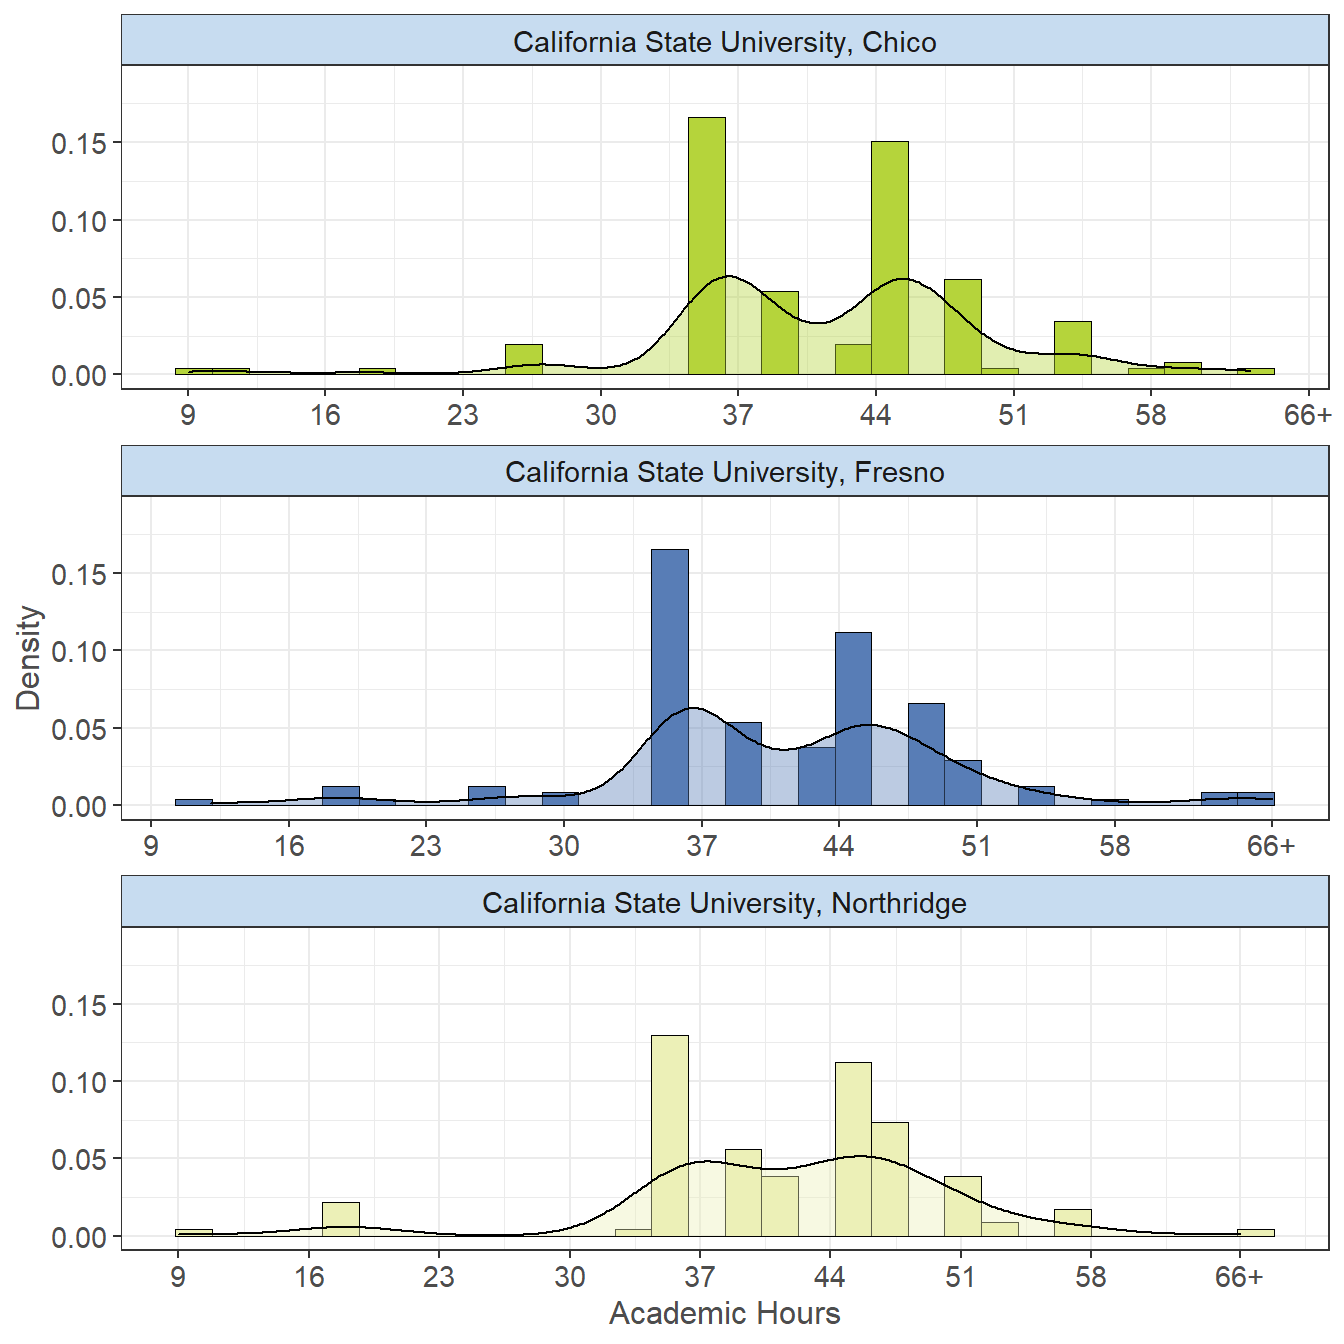 California State University, Chico
0.15
0.10
0.05
0.00
9 16 23 30 37 44 51 58 66+
California State University, Fresno
0.15
0.10
0.05
0.00
9 16 23 30 37 44 51 58 66+
Density
California State University, Northridge
0.15
0.10
0.05
0.00
9 16 23 30 37 44 51 58 66+
Academic Hours